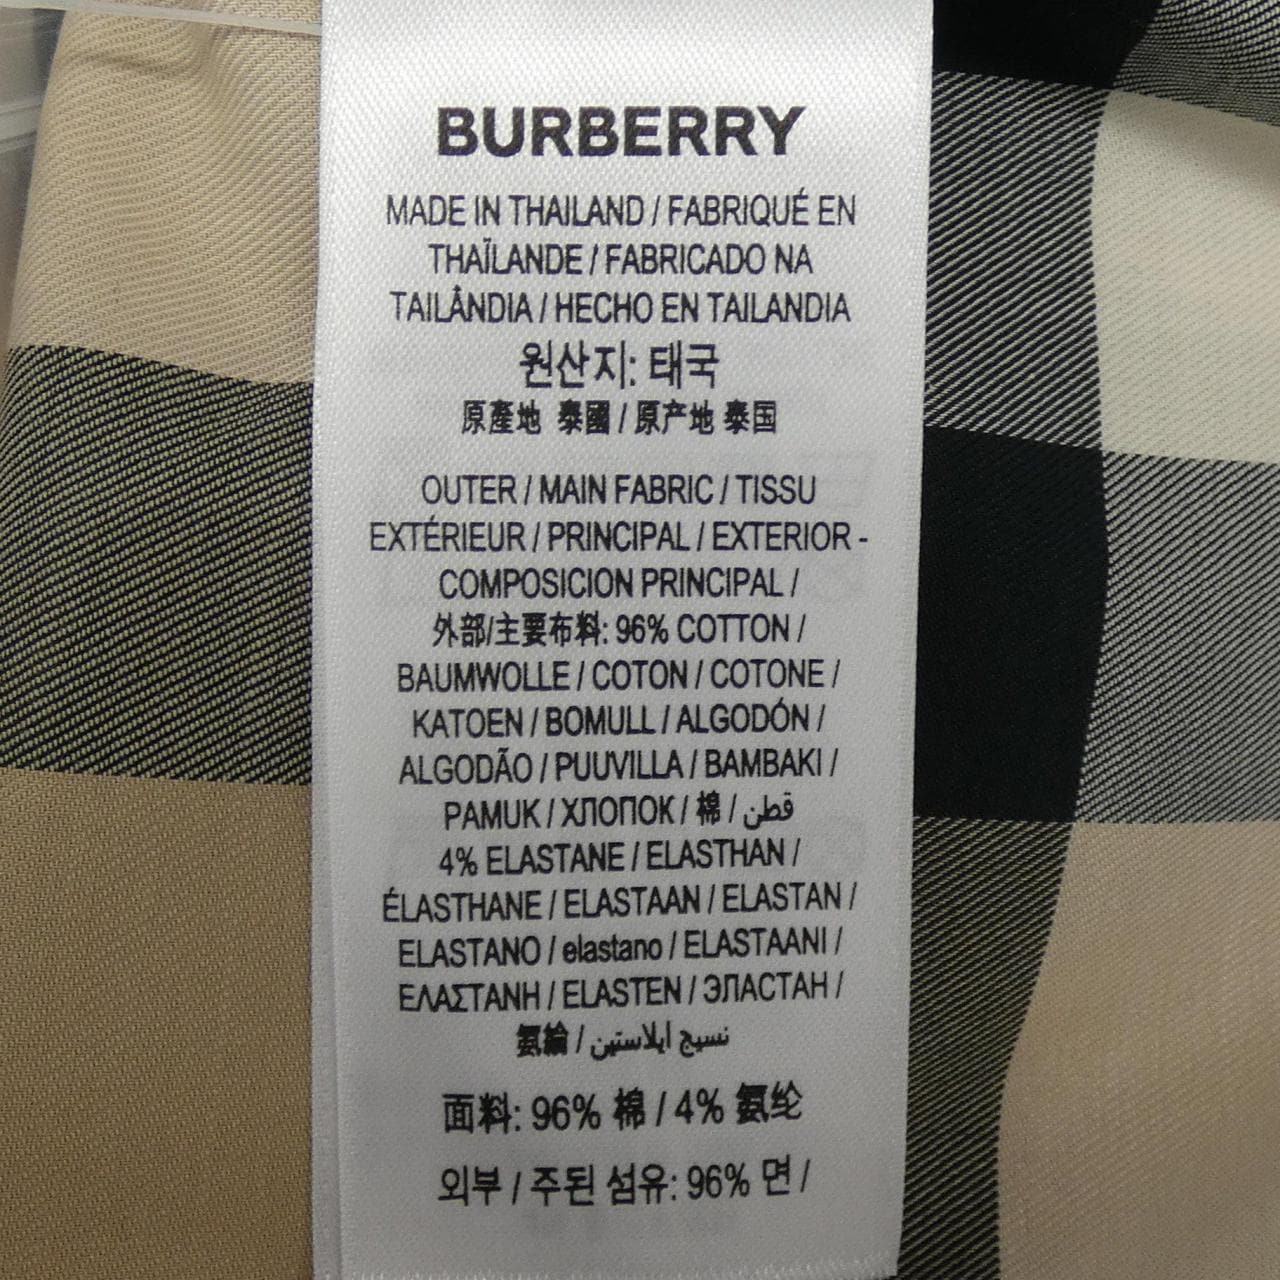 BURBERRY
MADE IN THAILAND / FABRIQUÉ EN
THAÏLANDE / FABRICADO NA
TAILÂNDIA / HECHO EN TAILANDIA
원산지: 태국
原產地 泰國 / 原产地 泰国
OUTER / MAIN FABRIC / TISSU
EXTÉRIEUR / PRINCIPAL / EXTERIOR -
COMPOSICION PRINCIPAL /
外部/主要布料: 96% COTTON /
BAUMWOLLE / COTON / COTONE /
KATOEN / BOMULL / ALGODÓN /
ALGODÃO / PUUVILLA / BAMBAKI /
PAMUK / ХЛОПОК / 棉 / قطن
4% ELASTANE / ELASTHAN /
ÉLASTHANE / ELASTAAN / ELASTAN /
ELASTANO / elastano / ELASTAANI /
ΕΛΑΣΤΑΝΗ / ELASTEN / ЭЛАСТАН /
氨綸 / نسيج ايلاستين
面料: 96% 棉 / 4% 氨纶
외부 / 주된 섬유: 96% 면 /